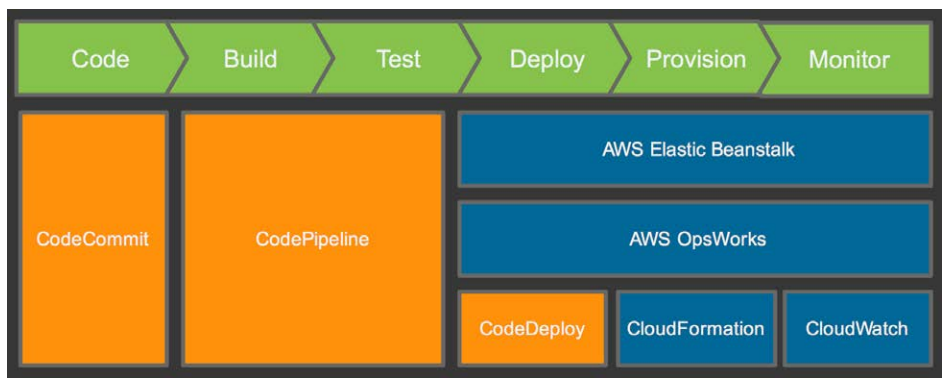 Code
Build
Test
Deploy
Provision
Monitor
CodeCommit
CodePipeline
AWS Elastic Beanstalk
AWS OpsWorks
CodeDeploy
CloudFormation
CloudWatch